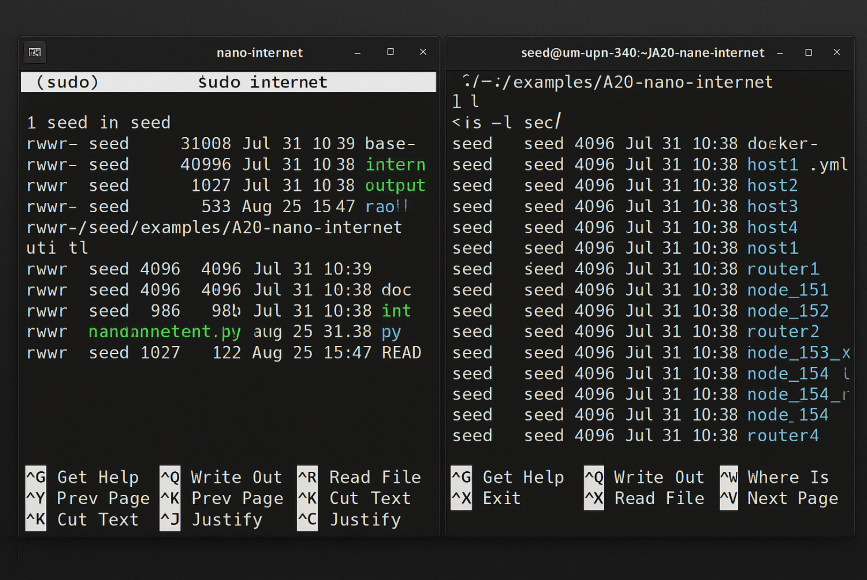 nano-internet
(sudo) $udo internet
1 seed in seed
rwwr- seed 31008 Jul 31 10 39 base-
rwwr- seed 40996 Jul 31 10 38 intern
rwwr seed 1027 Jul 31 10 38 output
rwwr- seed 533 Aug 25 15 47
rwwr-/seed/examples/A20-nano-internet
uti tl
rwwr seed 4096 4096 Jul 31 10:39
rwwr seed 4096 4096 Jul 31 10:38 doc
rwwr seed 986 Jul 31 10:38 int
rwwr nandannetent.py aug 25 31.38 py
rwwr seed 1027 122 Aug 25 15:47 READ
^G Get Help ^Q Write Out ^R Read File
^Y Prev Page ^K Prev Page ^K Cut Text
^K Cut Text ^J Justify ^C Justify
seed@um-upn-340:~JA20-nane-internet
/examples/A20-nano-internet
1 l
<is -l sec/
seed seed 4096 Jul 31 10:38 docker-
seed seed 4096 Jul 31 10:38 host1 .yml
seed seed 4096 Jul 31 10:38 host2
seed seed 4096 Jul 31 10:38 host3
seed seed 4096 Jul 31 10:38 host4
seed seed 4096 Jul 31 10:38 nost1
seed seed 4096 Jul 31 10:38 router1
seed seed 4096 Jul 31 10:38 node_151
seed seed 4096 Jul 31 10:38 node_152
seed seed 4096 Jul 31 10:38 router2
seed seed 4096 Jul 31 10:38 node_153_x
seed seed 4096 Jul 31 10:38 node_154
seed seed 4096 Jul 31 10:38 node_154_r
seed seed 4096 Jul 31 10:38 node_154
seed seed 4096 Jul 31 10:38 router4
^G Get Help ^Q Write Out ^W Where Is
^X Exit ^X Read File ^V Next Page